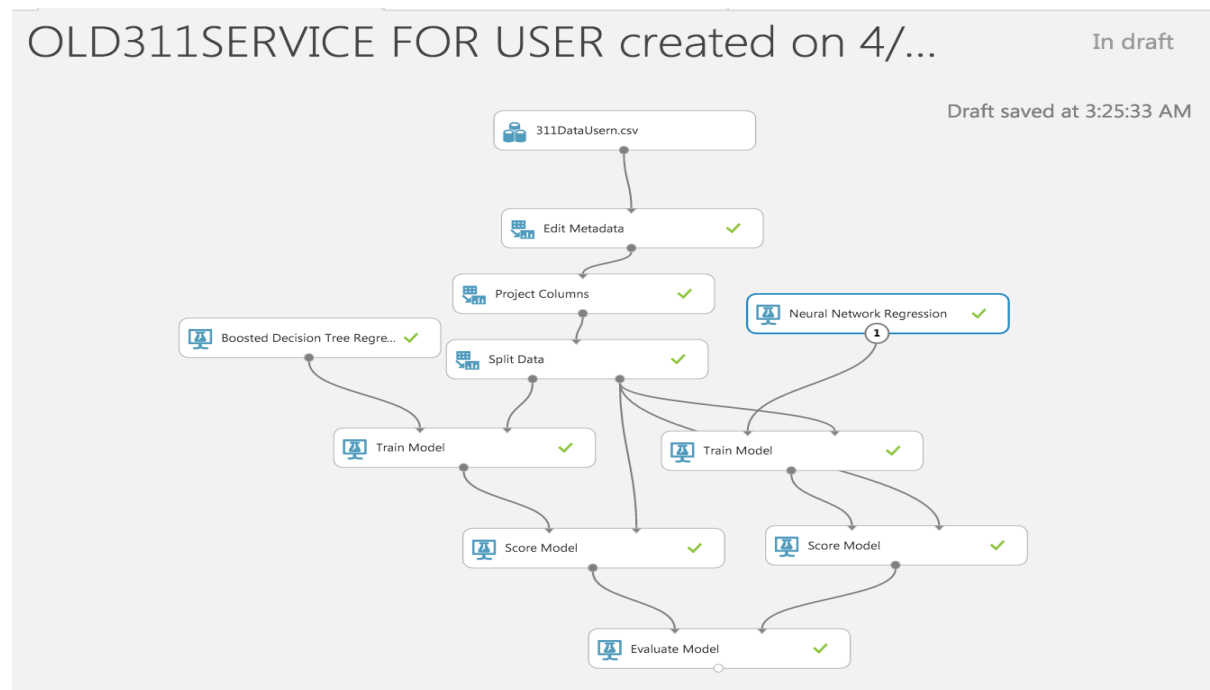 OLD311SERVICE FOR USER created on 4/...
In draft
Draft saved at 3:25:33 AM
311DataUsern.csv
Edit Metadata
Project Columns
Neural Network Regression
1
Boosted Decision Tree Regre...
Split Data
Train Model
Train Model
Score Model
Score Model
Evaluate Model